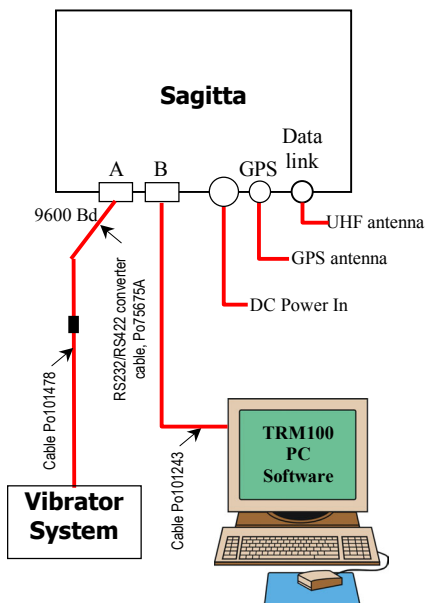 Sagitta
A
B
GPS
Data
link
9600 Bd
UHF antenna
GPS antenna
DC Power In
RS232/RS422 converter
cable, Po75675A
Cable Po101478
Cable Po101243
TRM100
PC
Software
Vibrator
System